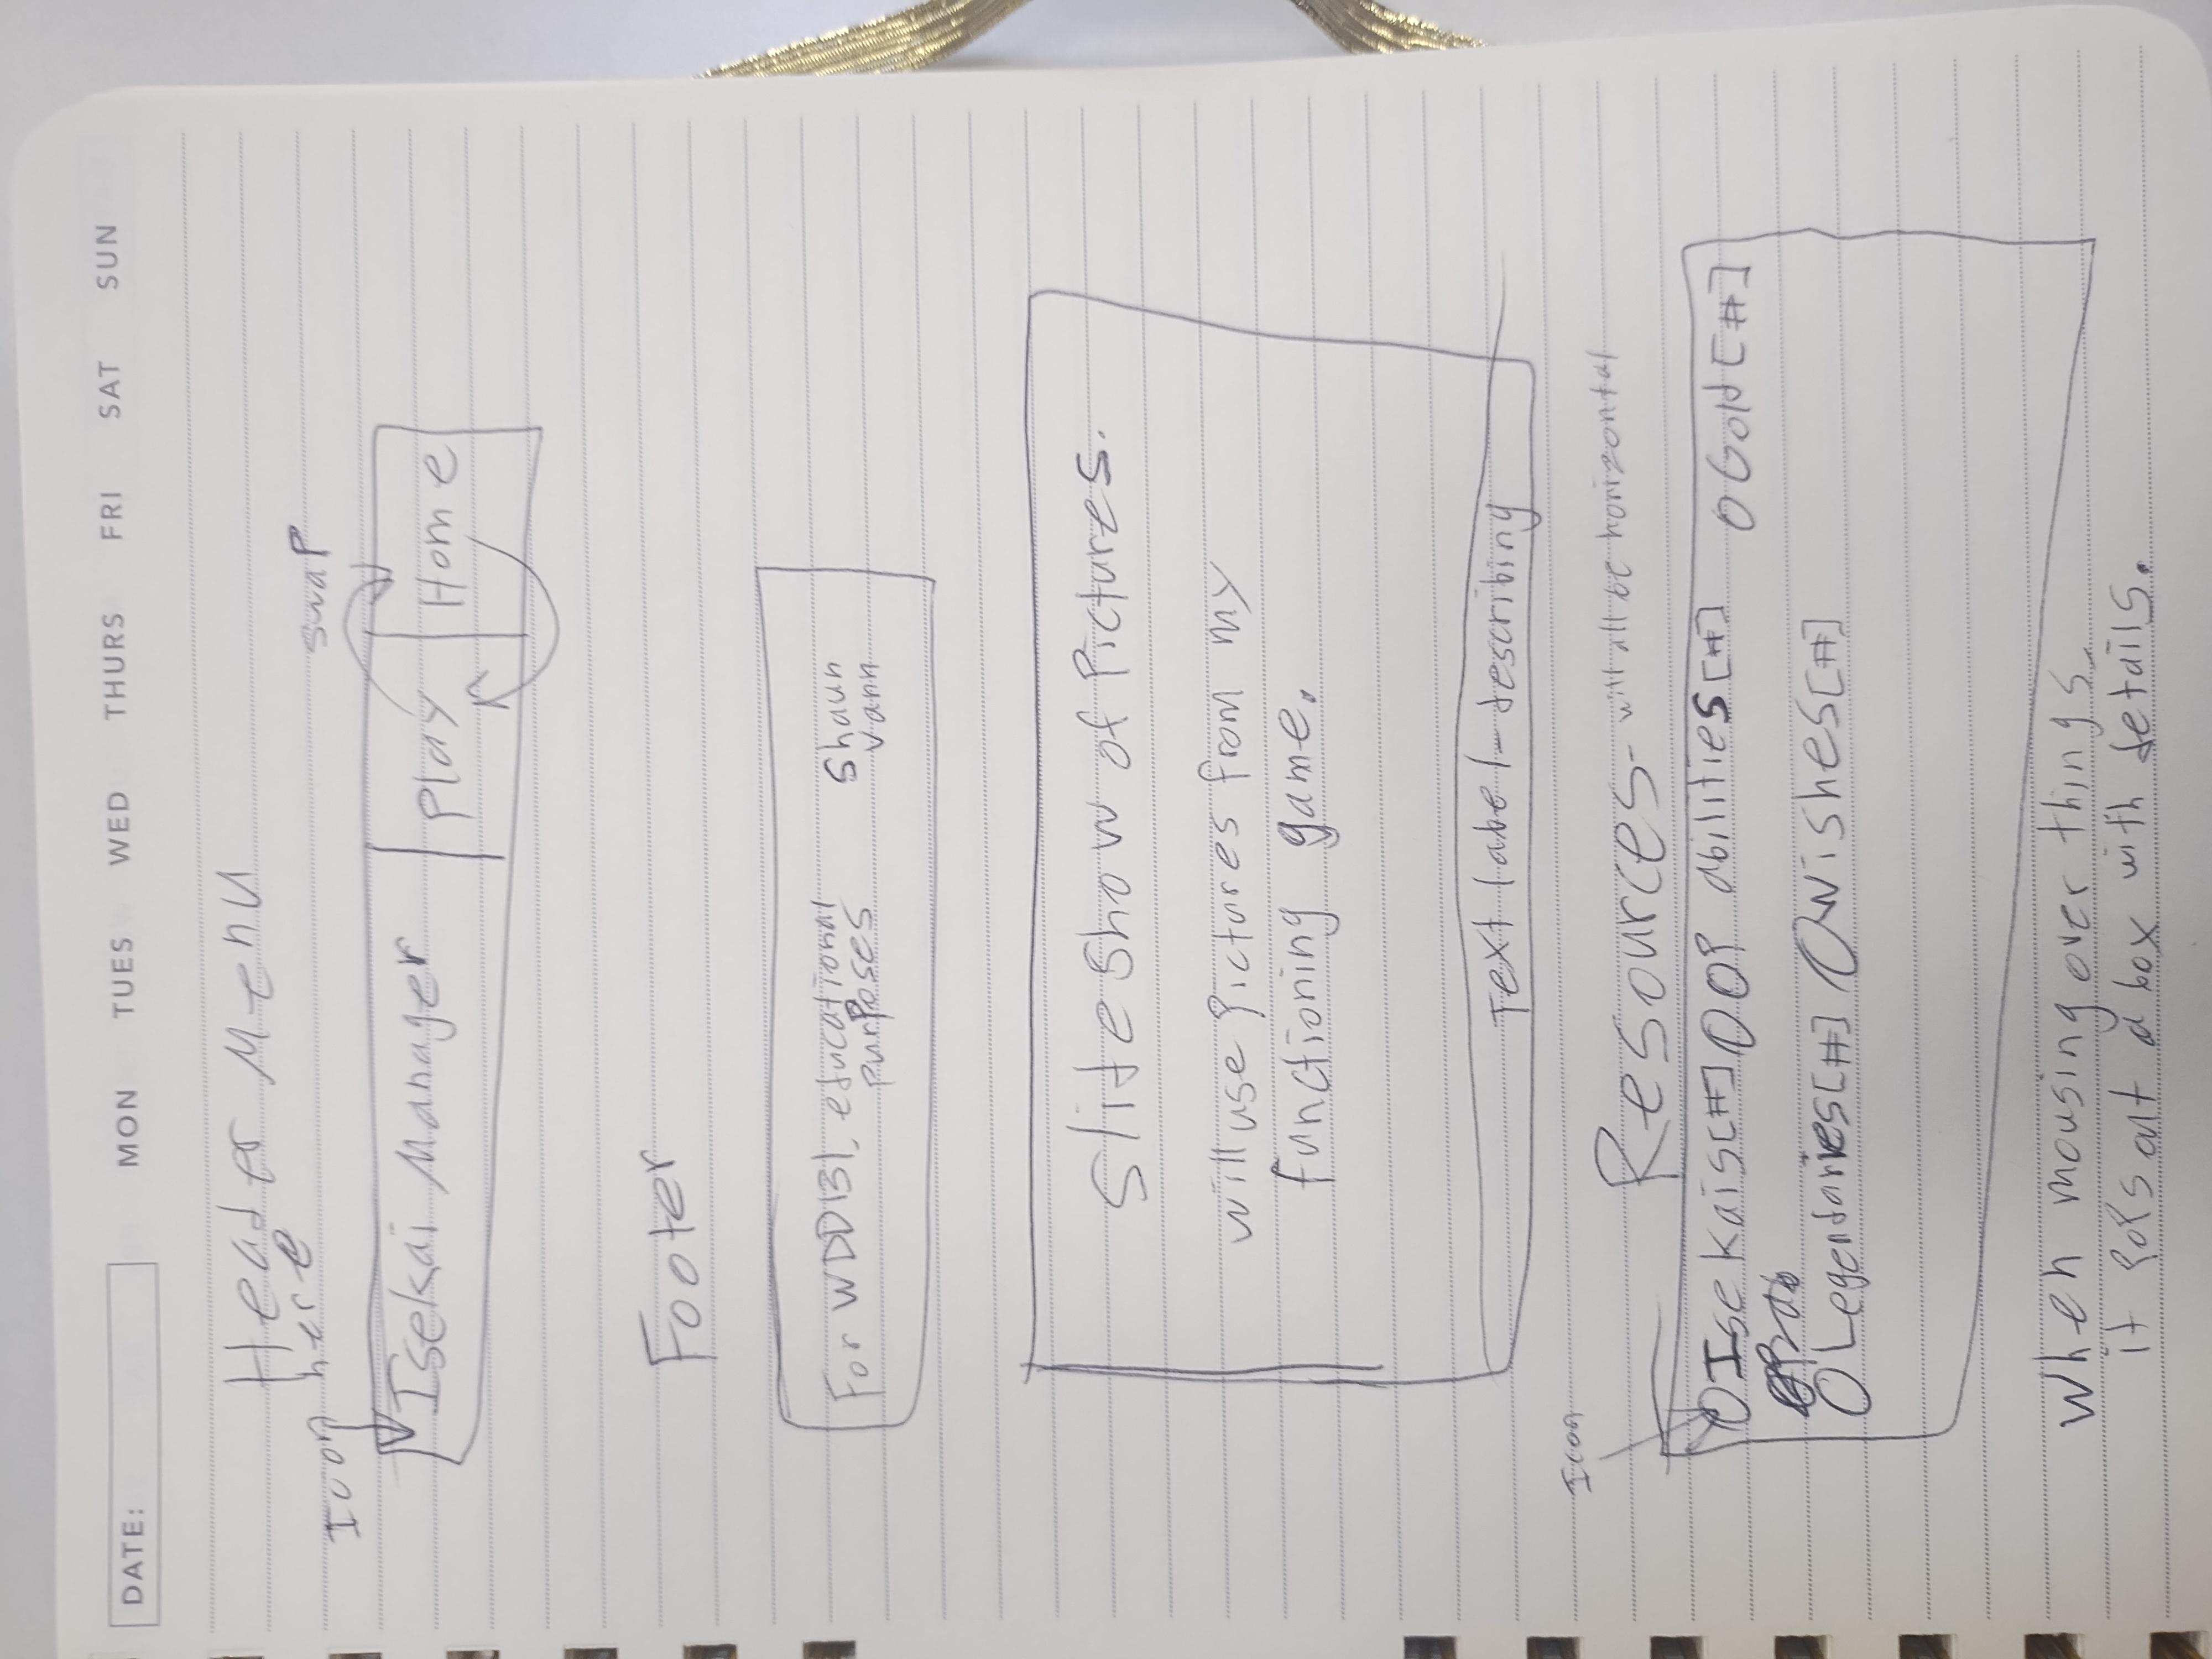 DATE: MON TUES WED THURS FRI SAT SUN
Header Menu
Icon here
swap
Isekai Manager Play Home
Footer
For WDD131, educational purposes
Shaun Vann
Slideshow of Pictures.
will use Pictures from my
functioning game.
Text label-describing
Icon
Resources- will all be horizontal
Isekais[#] OP abilities[#] Gold[#]
Legendaries[#] Wishes[#]
When mousing over things,
it Pops out a box with details.